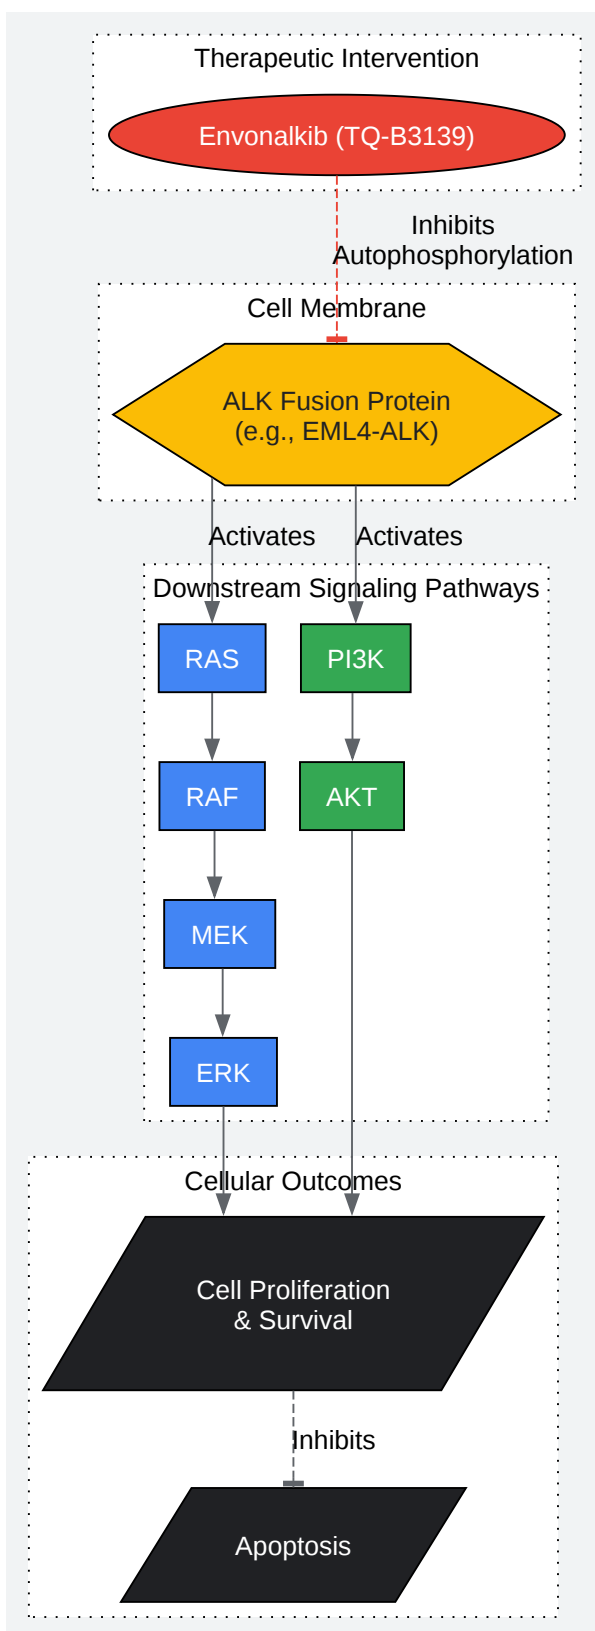 Therapeutic Intervention
Envonalkib (TQ-B3139)
Inhibits
Autophosphorylation
Cell Membrane
ALK Fusion Protein
(e.g., EML4-ALK)
Activates
Activates
Downstream Signaling Pathways
RAS
PI3K
RAF
AKT
MEK
ERK
Cellular Outcomes
Cell Proliferation
& Survival
Inhibits
Apoptosis